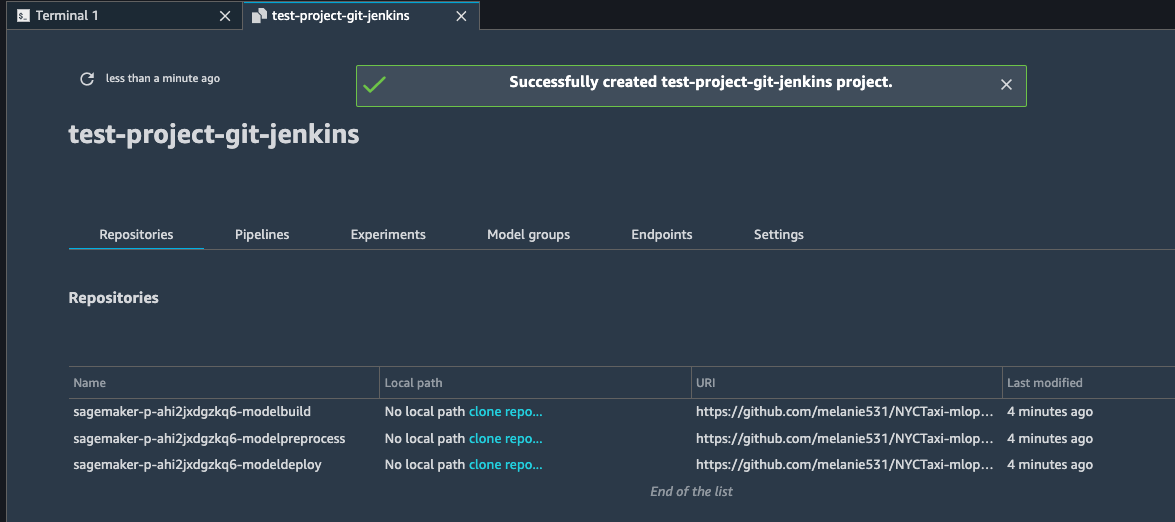 $_ Terminal 1 test-project-git-jenkins
less than a minute ago
Successfully created test-project-git-jenkins project.
test-project-git-jenkins
Repositories Pipelines Experiments Model groups Endpoints Settings
Repositories
Name Local path URI Last modified
sagemaker-p-ahi2jxdgzkq6-modelbuild No local path clone repo... https://github.com/melanie531/NYCTaxi-mlop... 4 minutes ago
sagemaker-p-ahi2jxdgzkq6-modelpreprocess No local path clone repo... https://github.com/melanie531/NYCTaxi-mlop... 4 minutes ago
sagemaker-p-ahi2jxdgzkq6-modeldeploy No local path clone repo... https://github.com/melanie531/NYCTaxi-mlop... 4 minutes ago
End of the list